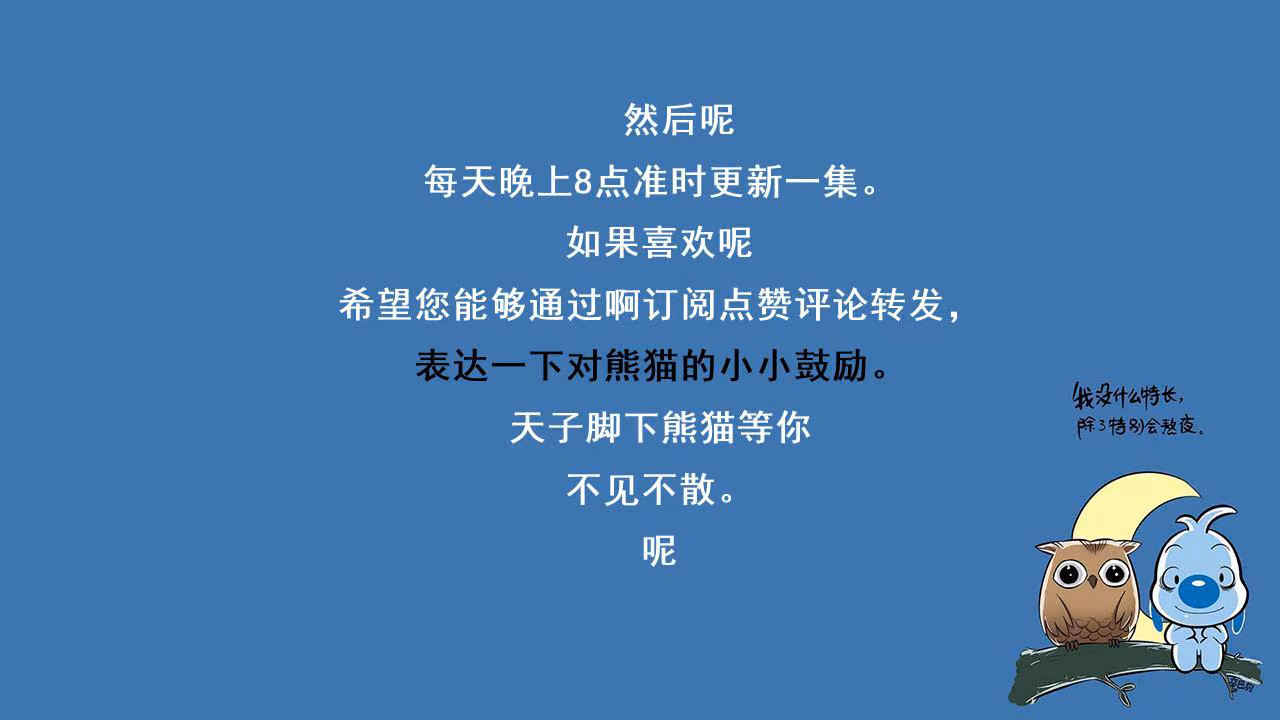 然后呢
每天晚上8点准时更新一集。
如果喜欢呢
希望您能够通过啊订阅点赞评论转发，
表达一下对熊猫的小小鼓励。
天子脚下熊猫等你
不见不散。
呢
我没什么特长，
除了特别会熬夜。